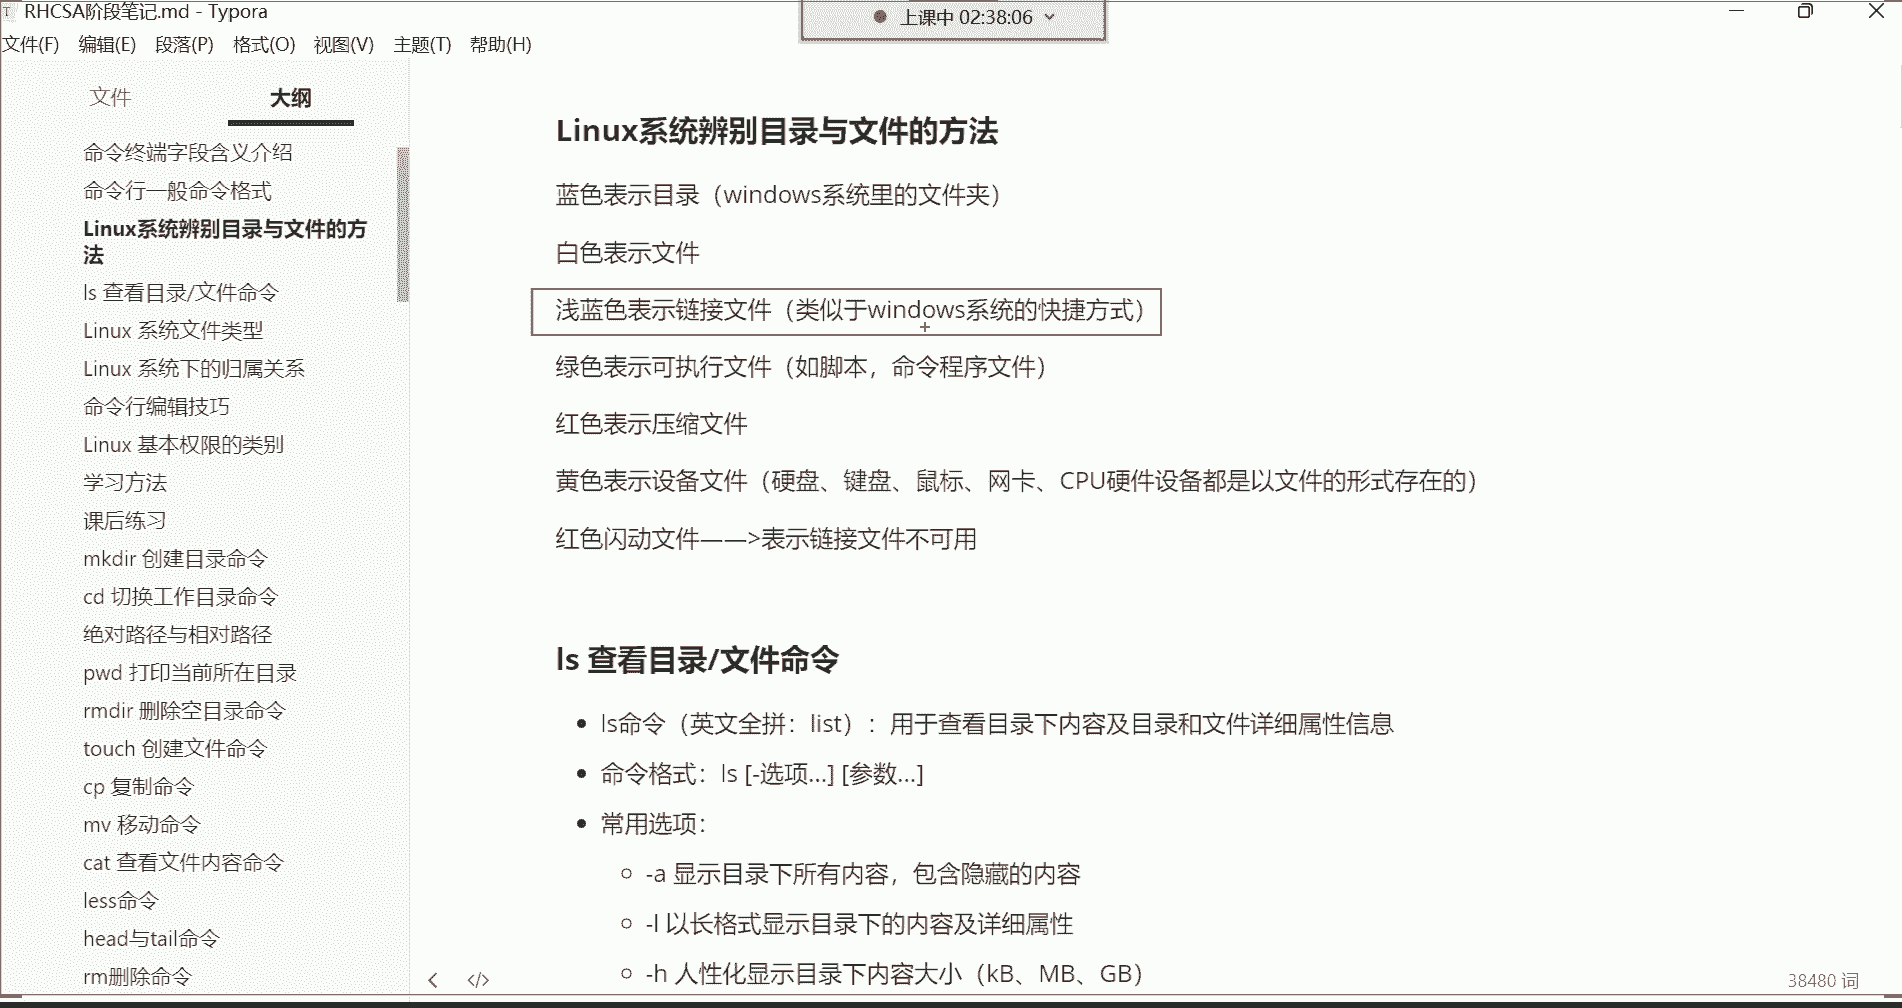 RHCSA阶段笔记.md - Typora
上课中 02:38:06
文件(F) 编辑(E) 段落(P) 格式(O) 视图(V) 主题(T) 帮助(H)
文件 大纲
命令终端字段含义介绍
命令行一般命令格式
Linux系统辨别目录与文件的方
法
ls 查看目录/文件命令
Linux 系统文件类型
Linux 系统下的归属关系
命令行编辑技巧
Linux 基本权限的类别
学习方法
课后练习
mkdir 创建目录命令
cd 切换工作目录命令
绝对路径与相对路径
pwd 打印当前所在目录
rmdir 删除空目录命令
touch 创建文件命令
cp 复制命令
mv 移动命令
cat 查看文件内容命令
less命令
head与tail命令
rm删除命令
Linux系统辨别目录与文件的方法
蓝色表示目录（windows系统里的文件夹）
白色表示文件
浅蓝色表示链接文件（类似于windows系统的快捷方式）
绿色表示可执行文件（如脚本，命令程序文件）
红色表示压缩文件
黄色表示设备文件（硬盘、键盘、鼠标、网卡、CPU硬件设备都是以文件的形式存在的）
红色闪动文件——>表示链接文件不可用
ls 查看目录/文件命令
ls命令（英文全拼：list）：用于查看目录下内容及目录和文件详细属性信息
命令格式：ls [-选项...] [参数...]
常用选项：
-a 显示目录下所有内容，包含隐藏的内容
-l 以长格式显示目录下的内容及详细属性
-h 人性化显示目录下内容大小（kB、MB、GB）
38480 词